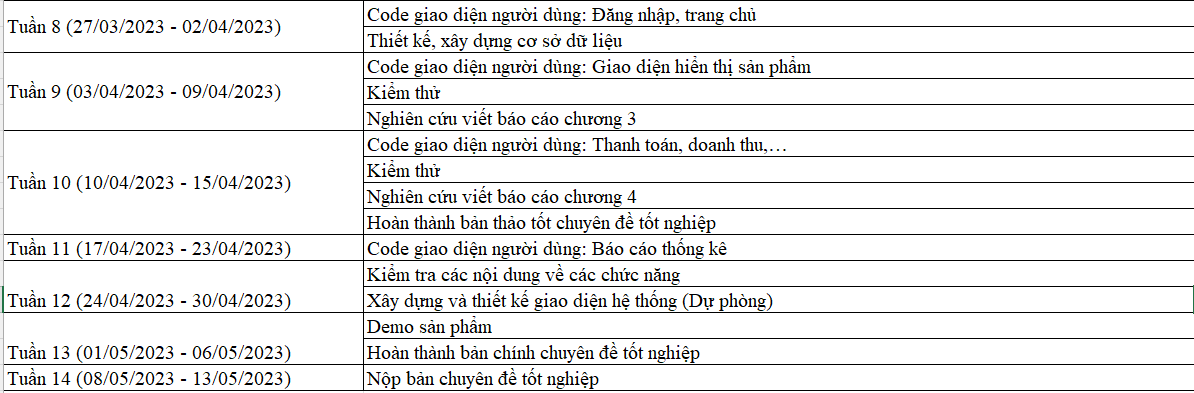 Tuần 8 (27/03/2023 - 02/04/2023)
Code giao diện người dùng: Đăng nhập, trang chủ
Thiết kế, xây dựng cơ sở dữ liệu
Tuần 9 (03/04/2023 - 09/04/2023)
Code giao diện người dùng: Giao diện hiển thị sản phẩm
Kiểm thử
Nghiên cứu viết báo cáo chương 3
Tuần 10 (10/04/2023 - 15/04/2023)
Code giao diện người dùng: Thanh toán, doanh thu,…
Kiểm thử
Nghiên cứu viết báo cáo chương 4
Hoàn thành bản thảo tốt chuyên đề tốt nghiệp
Tuần 11 (17/04/2023 - 23/04/2023)
Code giao diện người dùng: Báo cáo thống kê
Tuần 12 (24/04/2023 - 30/04/2023)
Kiểm tra các nội dung về các chức năng
Xây dựng và thiết kế giao diện hệ thống (Dự phòng)
Tuần 13 (01/05/2023 - 06/05/2023)
Demo sản phẩm
Hoàn thành bản chính chuyên đề tốt nghiệp
Tuần 14 (08/05/2023 - 13/05/2023)
Nộp bản chuyên đề tốt nghiệp